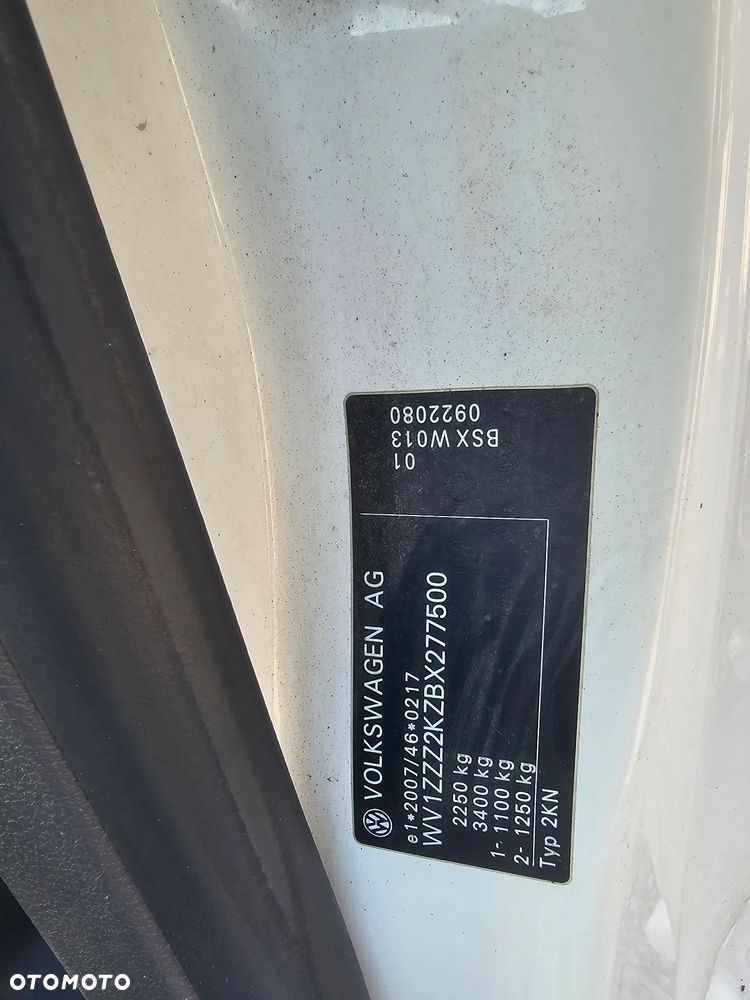 VOLKSWAGEN AG
e1*2007/46*0217
WV1ZZZ2KZBX277500
2250 kg
3400 kg
1- 1100 kg
2- 1250 kg
Typ 2KN
01
BSX W013
0922080
OTOMOTO